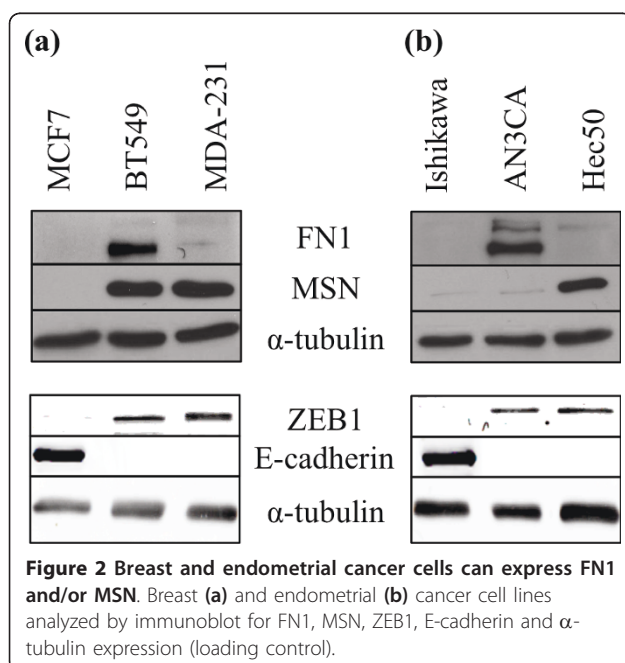 (a)
(b)
MCF7
BT549
MDA-231
Ishikawa
AN3CA
Hec50
FN1
MSN
α-tubulin
ZEB1
E-cadherin
α-tubulin
Figure 2 Breast and endometrial cancer cells can express FN1
and/or MSN. Breast (a) and endometrial (b) cancer cell lines
analyzed by immunoblot for FN1, MSN, ZEB1, E-cadherin and α-
tubulin expression (loading control).